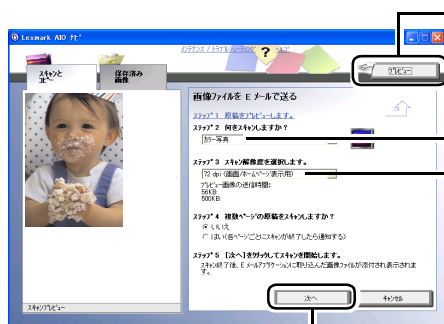 Lexmark AIO ナビ
メンテナンス / トラブルシューティング ヘルプ
スキャンと
コピー
保存済み
画像
プレビュー
画像ファイルを E メールで送る
ステップ 1 原稿をプレビューします。
ステップ 2 何をスキャンしますか？
カラー写真
ステップ 3 スキャン解像度を選択します。
72 dpi (画面/ホームページ表示用)
プレビュー画像の送信時間:
56KB:
500KB:
ステップ 4 複数ページの原稿をスキャンしますか？
いいえ
はい(各ページごとにスキャンが終了したら通知する)
ステップ 5 [次へ]をクリックしてスキャンを開始します。
スキャン終了後、E メールアプリケーションに取り込んだ画像ファイルが添付され表示されま
す。
スキャンプレビュー
次へ
キャンセル